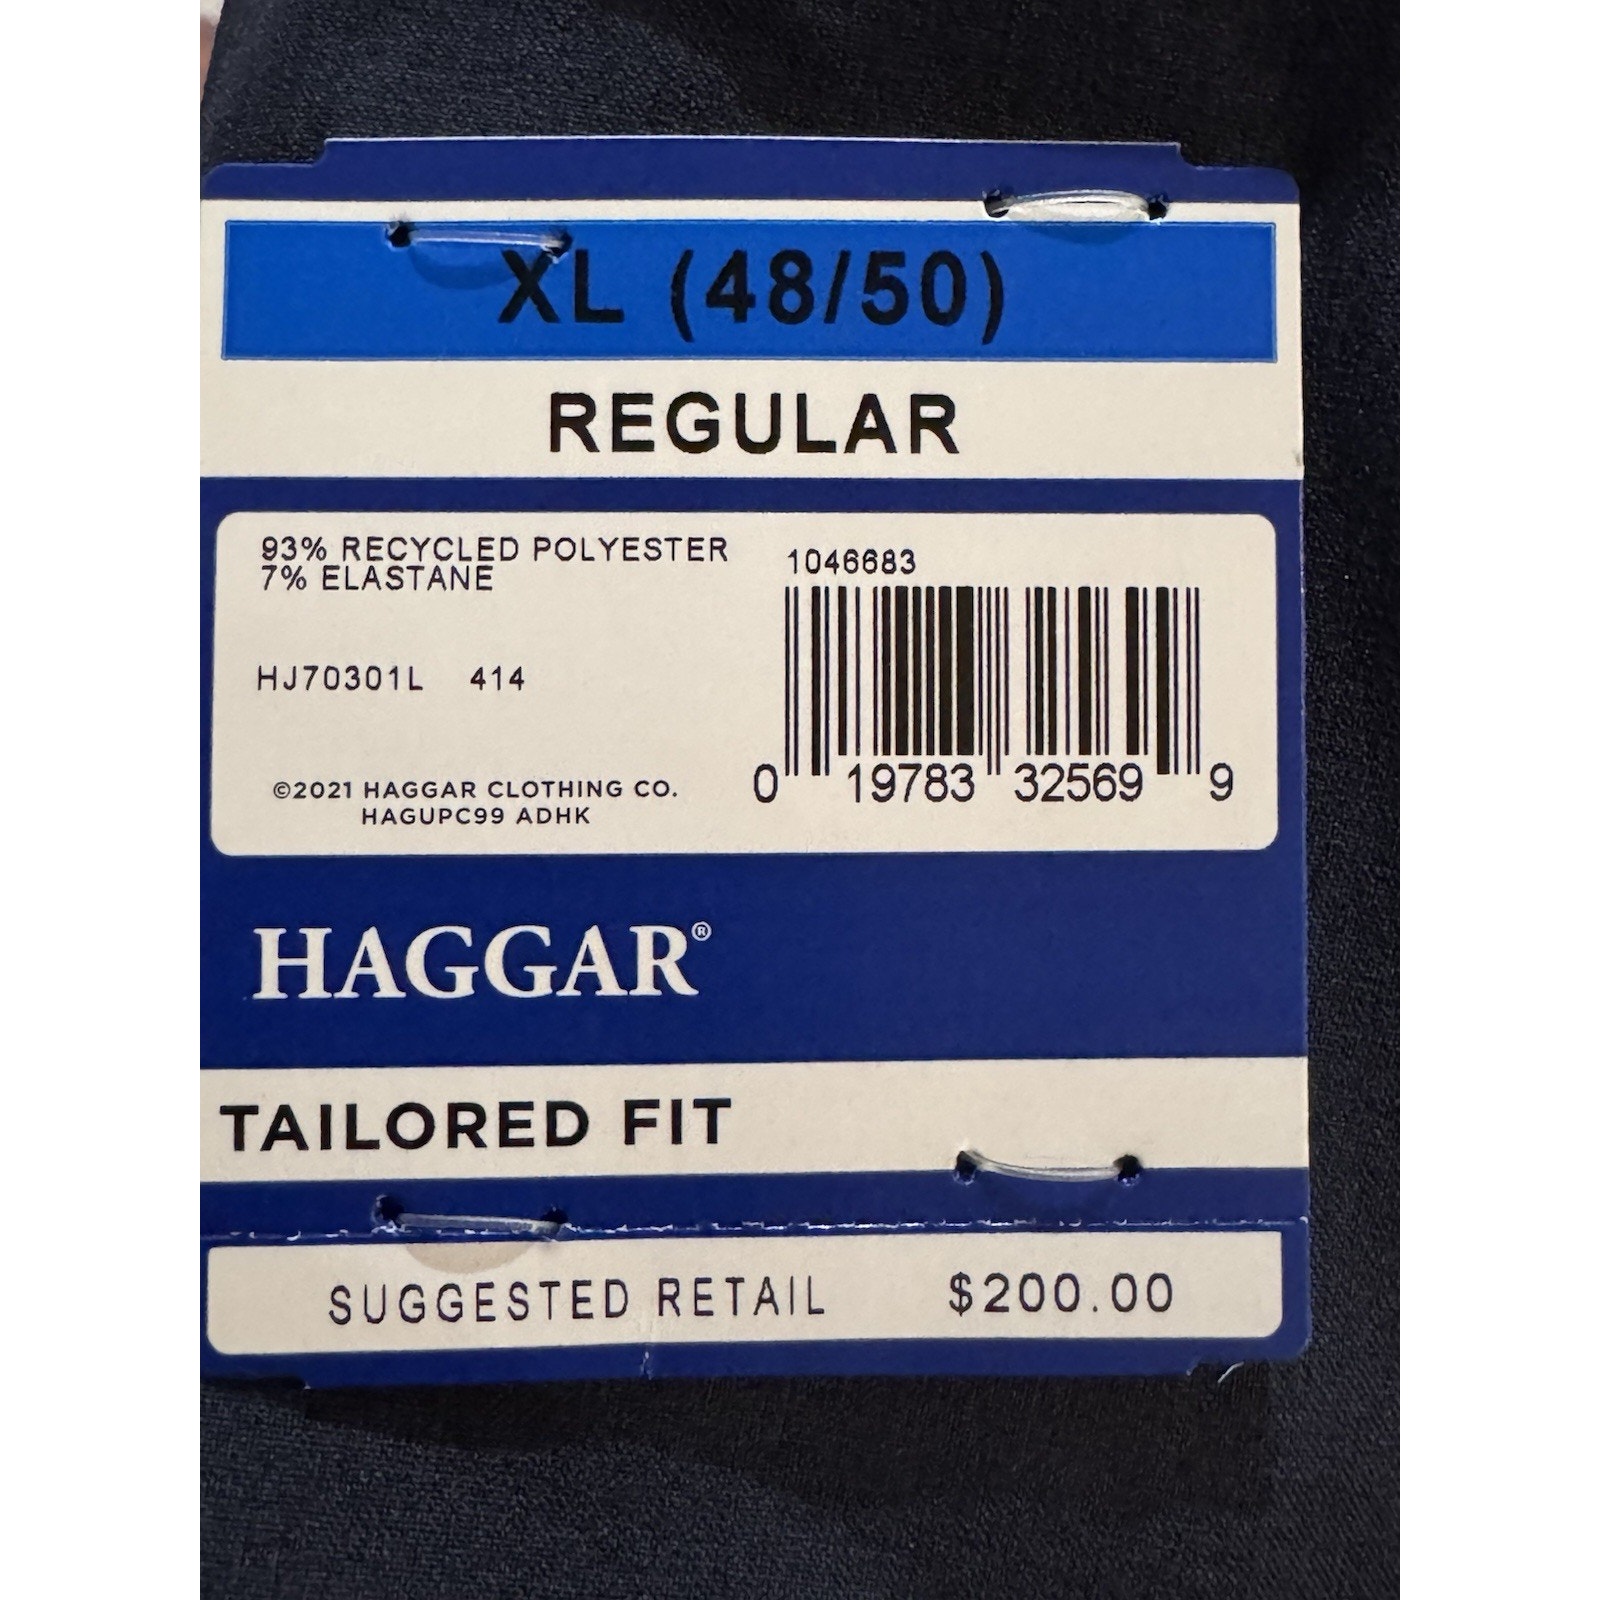 XL (48/50)
REGULAR
93% RECYCLED POLYESTER
7% ELASTANE
HJ70301L 414
©2021 HAGGAR CLOTHING CO.
HAGUPC99 ADHK
1046683
0 19783 32569 9
HAGGAR®
TAILORED FIT
SUGGESTED RETAIL $200.00